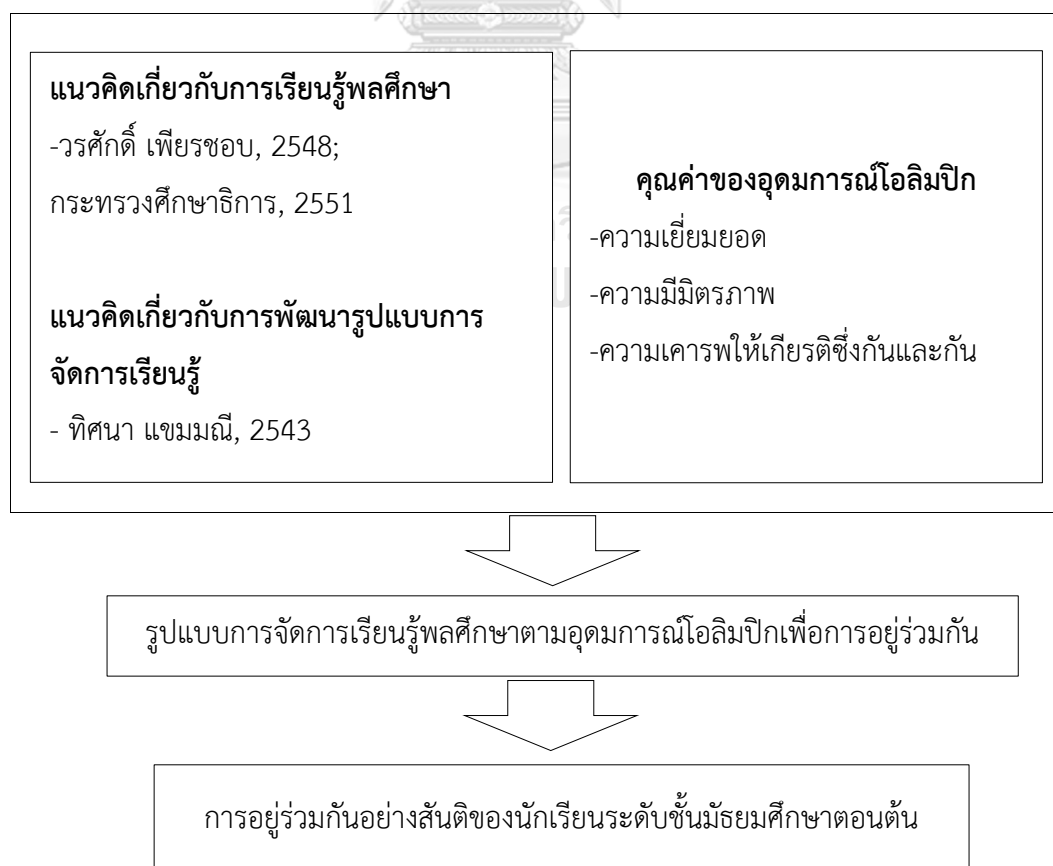 แนวคิดเกี่ยวกับการเรียนรู้พลศึกษา
-วรศักดิ์ เพียรชอบ, 2548;
กระทรวงศึกษาธิการ, 2551
แนวคิดเกี่ยวกับการพัฒนารูปแบบการ
จัดการเรียนรู้
- ทิศนา แขมมณี, 2543
คุณค่าของอุดมการณ์โอลิมปิก
-ความเยี่ยมยอด
-ความมีมิตรภาพ
-ความเคารพให้เกียรติซึ่งกันและกัน
รูปแบบการจัดการเรียนรู้พลศึกษาตามอุดมการณ์โอลิมปิกเพื่อการอยู่ร่วมกัน
การอยู่ร่วมกันอย่างสันติของนักเรียนระดับชั้นมัธยมศึกษาตอนต้น